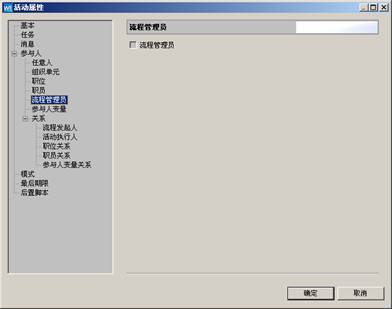 活动属性
基本
任务
消息
参与人
任意人
组织单元
职位
职员
流程管理员
参与人变量
关系
流程发起人
活动执行人
职位关系
职员关系
参与人变量关系
模式
最后期限
后置脚本
流程管理员
流程管理员
确定
取消